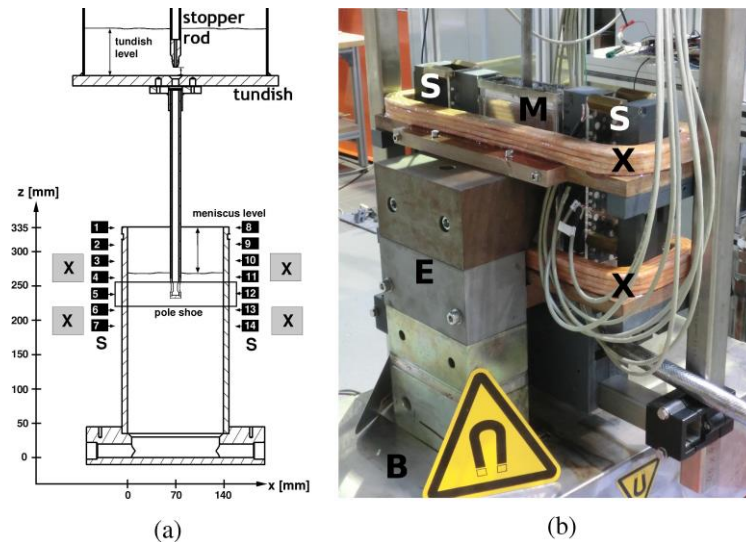 stopper
rod
tundish
level
tundish
z [mm]
meniscus level
335
300
250
200
150
100
50
0
1
2
3
4
5
6
7
S
8
9
10
11
12
13
14
S
X
X
X
X
pole shoe
0
70
140
x [mm]
(a)
S
M
S
X
E
X
B
(b)